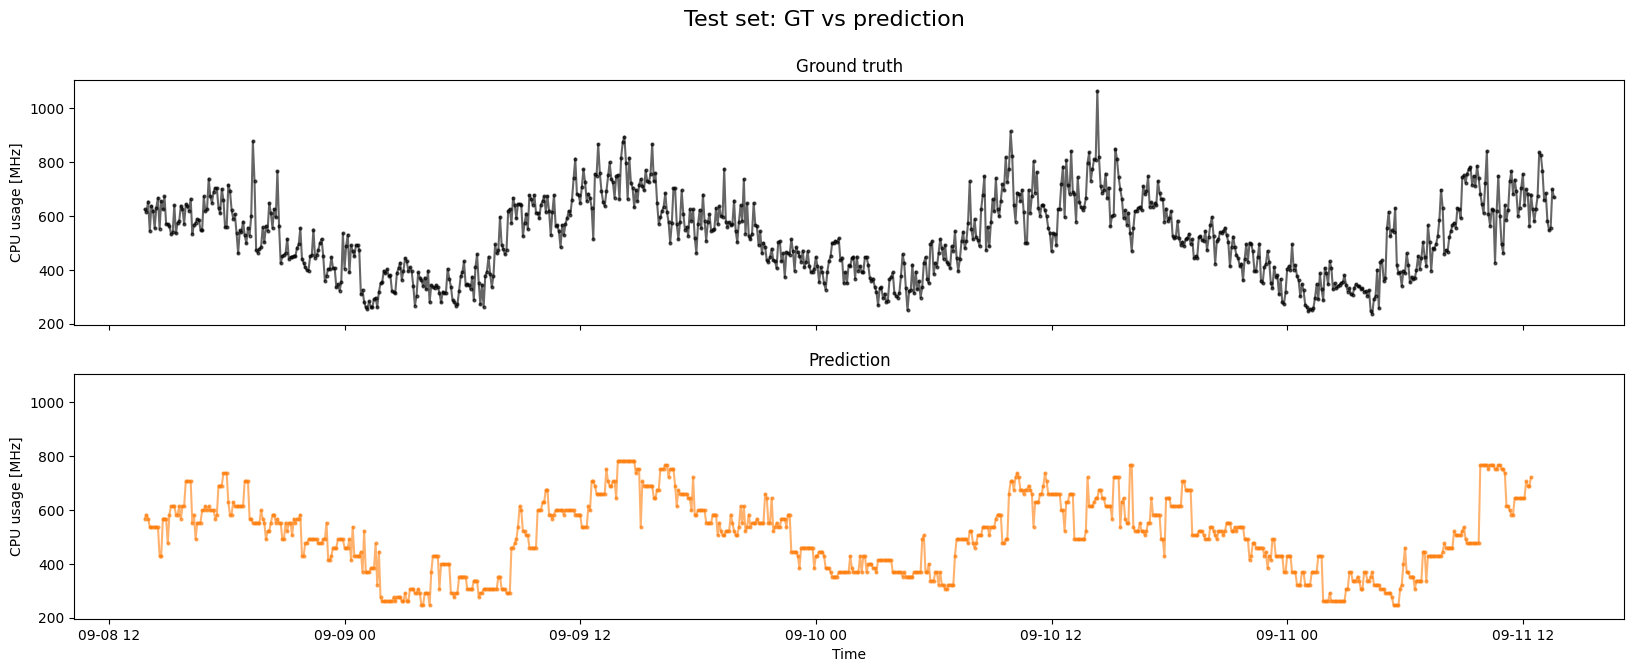 Test set: GT vs prediction
Ground truth
CPU usage [MHz]
1000
800
600
400
200
Prediction
CPU usage [MHz]
1000
800
600
400
200
09-08 12
09-09 00
09-09 12
09-10 00
09-10 12
09-11 00
09-11 12
Time